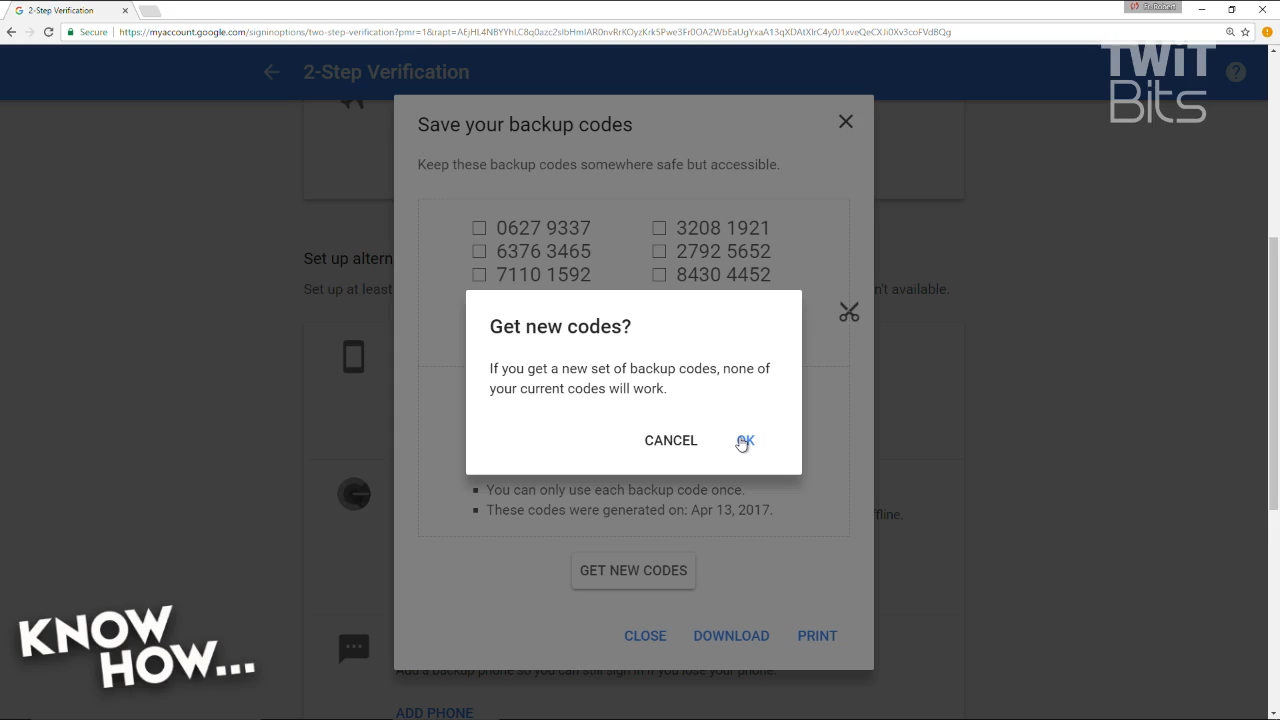 2-Step Verification
Fr. Robert
Secure
https://myaccount.google.com/signinoptions/two-step-verification?pmr=1&rapt=
2-Step Verification
TWiT
Bits
Save your backup codes
Keep these backup codes somewhere safe but accessible.
0627 9337 3208 1921
6376 3465 2792 5652
7110 1592 8430 4452
Set up altern
Set up at least n't available.
Get new codes?
If you get a new set of backup codes, none of
your current codes will work.
CANCEL OK
You can only use each backup code once.
These codes were generated on: Apr 13, 2017.
ffline.
GET NEW CODES
CLOSE DOWNLOAD PRINT
KNOW
HOW...
Add a backup phone so you can still sign in if you lose your phone.
ADD PHONE